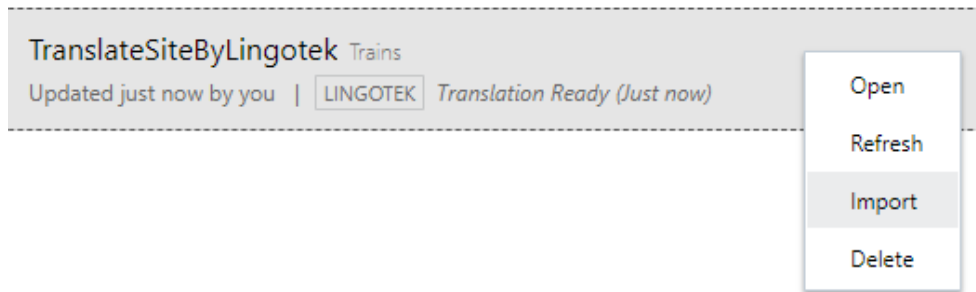 TranslateSiteByLingotek Trains
Updated just now by you | LINGOTEK Translation Ready (Just now)
Open
Refresh
Import
Delete